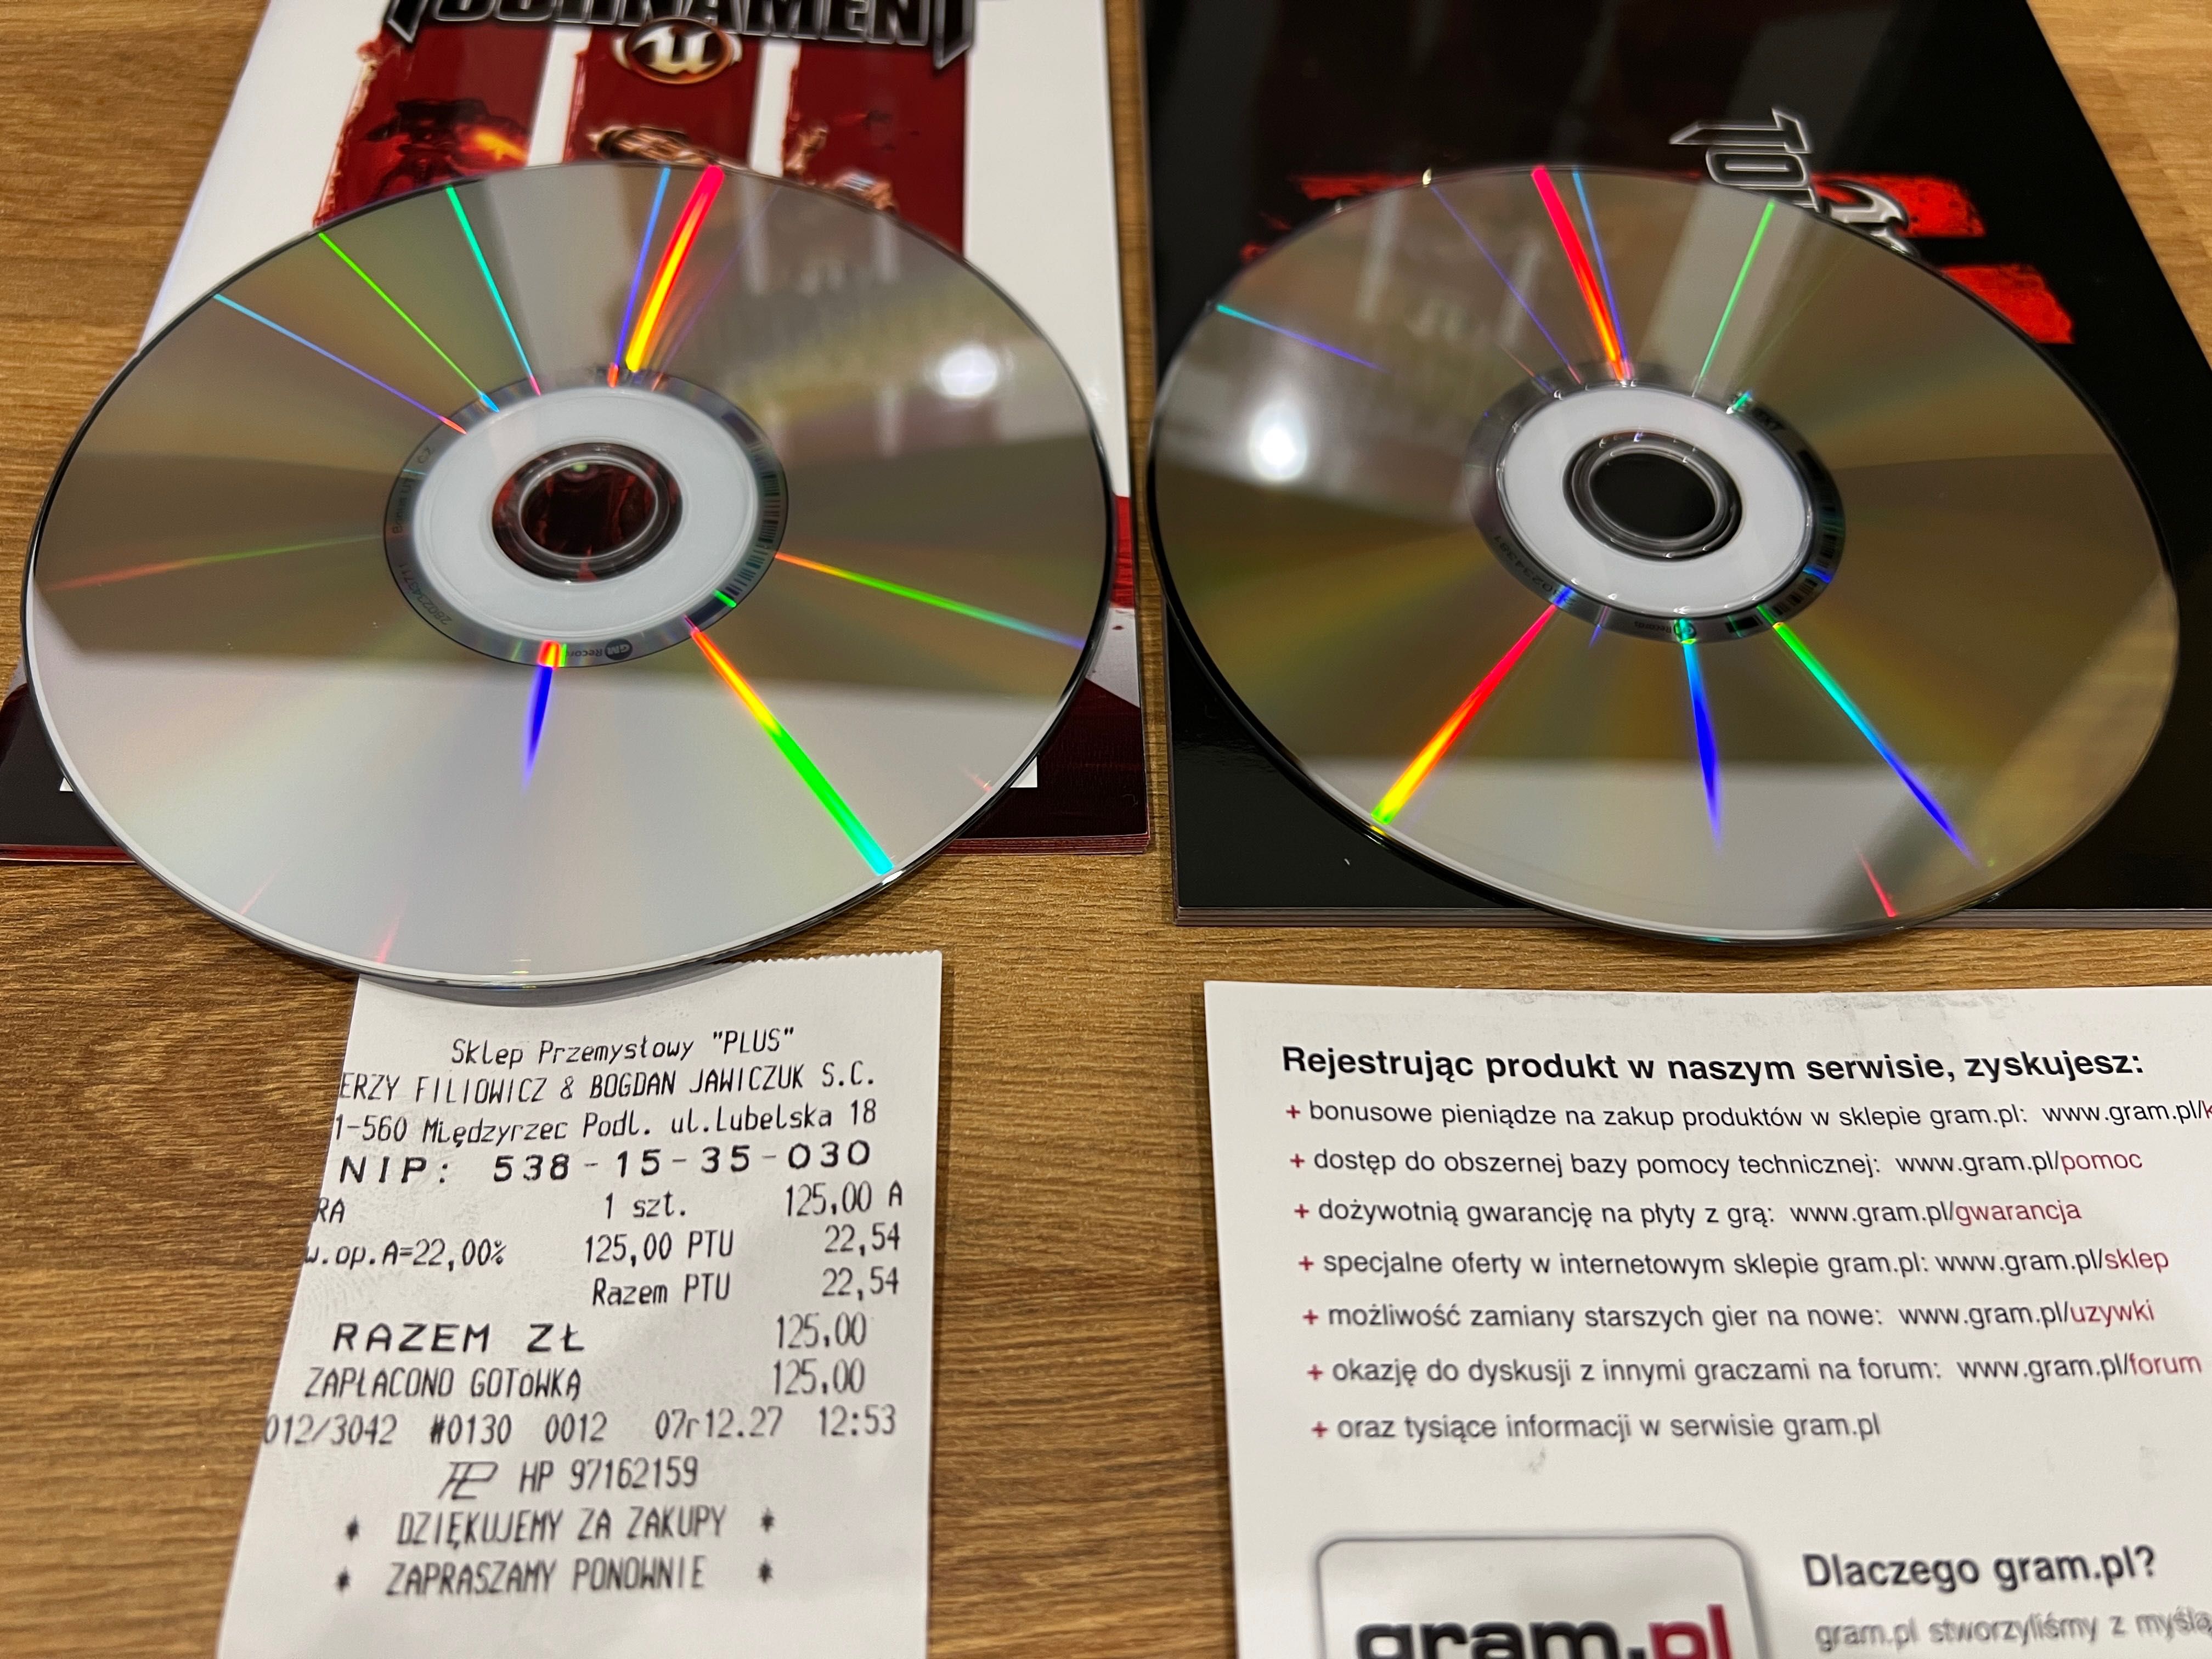 TOURNAMENT
Sklep Przemysłowy "PLUS"
ERZY FILIOWICZ & BOGDAN JAWICZUK S.C.
1-560 Międzyrzec Podl. ul.Lubelska 18
NIP: 538-15-35-030
RA 1 szt. 125,00 A
w.op.A=22,00% 125,00 PTU 22,54
Razem PTU 22,54
RAZEM ZŁ 125,00
ZAPŁACONO GOTÓWKĄ 125,00
012/3042 #0130 0012 07r12.27 12:53
HP 97162159
* DZIĘKUJEMY ZA ZAKUPY *
* ZAPRASZAMY PONOWNIE *
Rejestrując produkt w naszym serwisie, zyskujesz:
+ bonusowe pieniądze na zakup produktów w sklepie gram.pl: www.gram.pl/k
+ dostęp do obszernej bazy pomocy technicznej: www.gram.pl/pomoc
+ dożywotnią gwarancję na płyty z grą: www.gram.pl/gwarancja
+ specjalne oferty w internetowym sklepie gram.pl: www.gram.pl/sklep
+ możliwość zamiany starszych gier na nowe: www.gram.pl/uzywki
+ okazję do dyskusji z innymi graczami na forum: www.gram.pl/forum
+ oraz tysiące informacji w serwisie gram.pl
gram.pl
Dlaczego gram.pl?
gram.pl stworzyliśmy z myślą